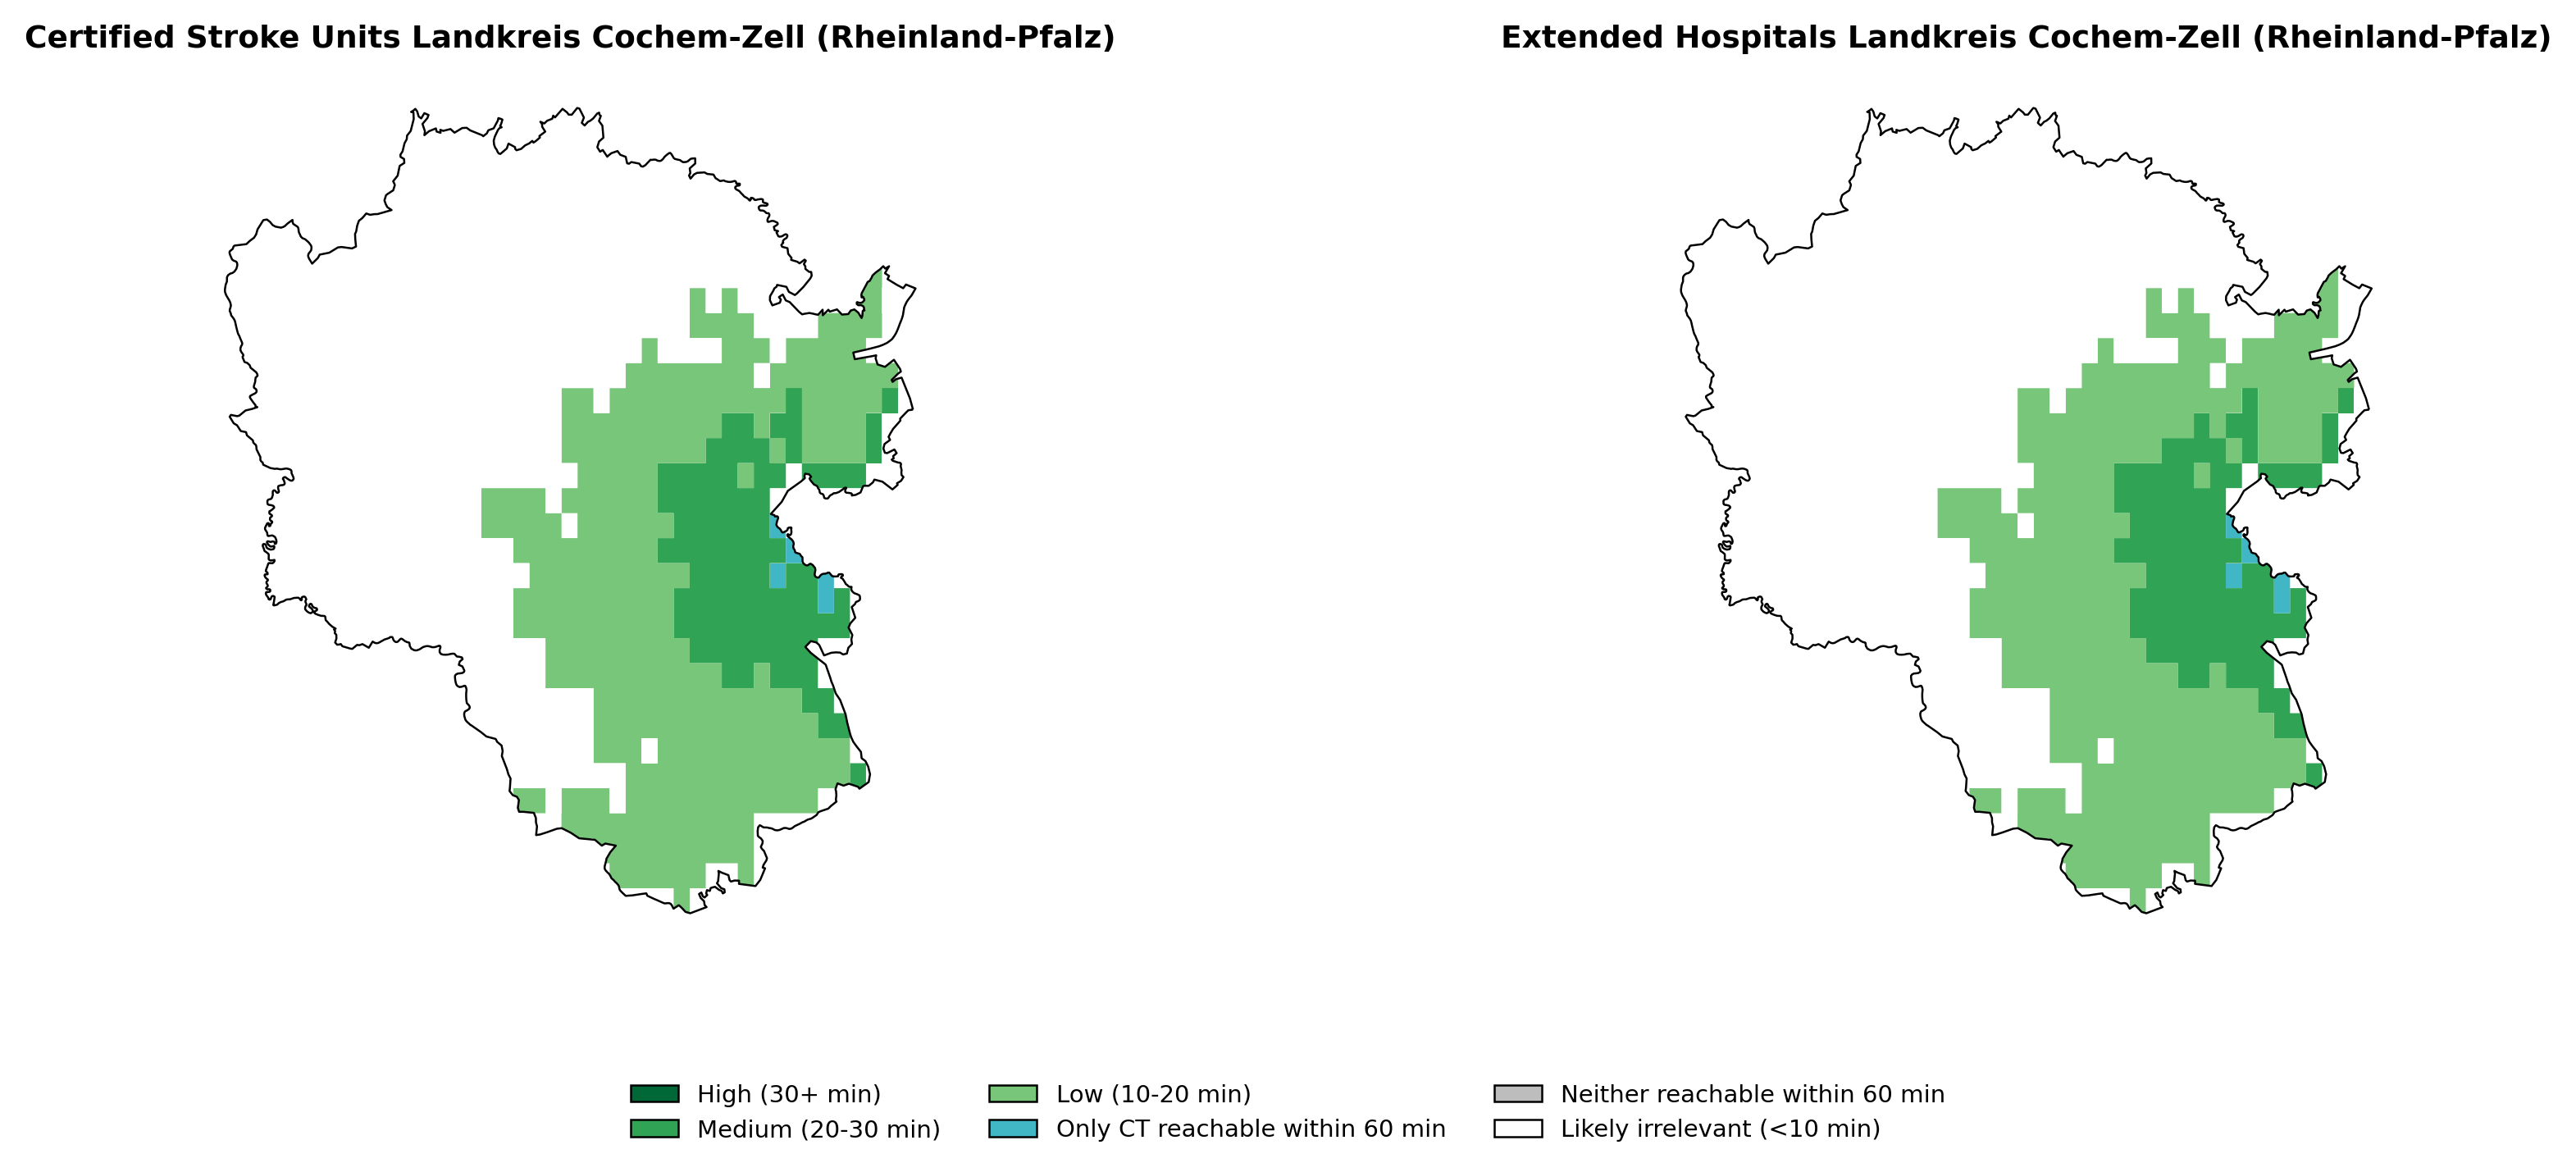 Certified Stroke Units Landkreis Cochem-Zell (Rheinland-Pfalz)
Extended Hospitals Landkreis Cochem-Zell (Rheinland-Pfalz)
High (30+ min)
Medium (20-30 min)
Low (10-20 min)
Only CT reachable within 60 min
Neither reachable within 60 min
Likely irrelevant (<10 min)